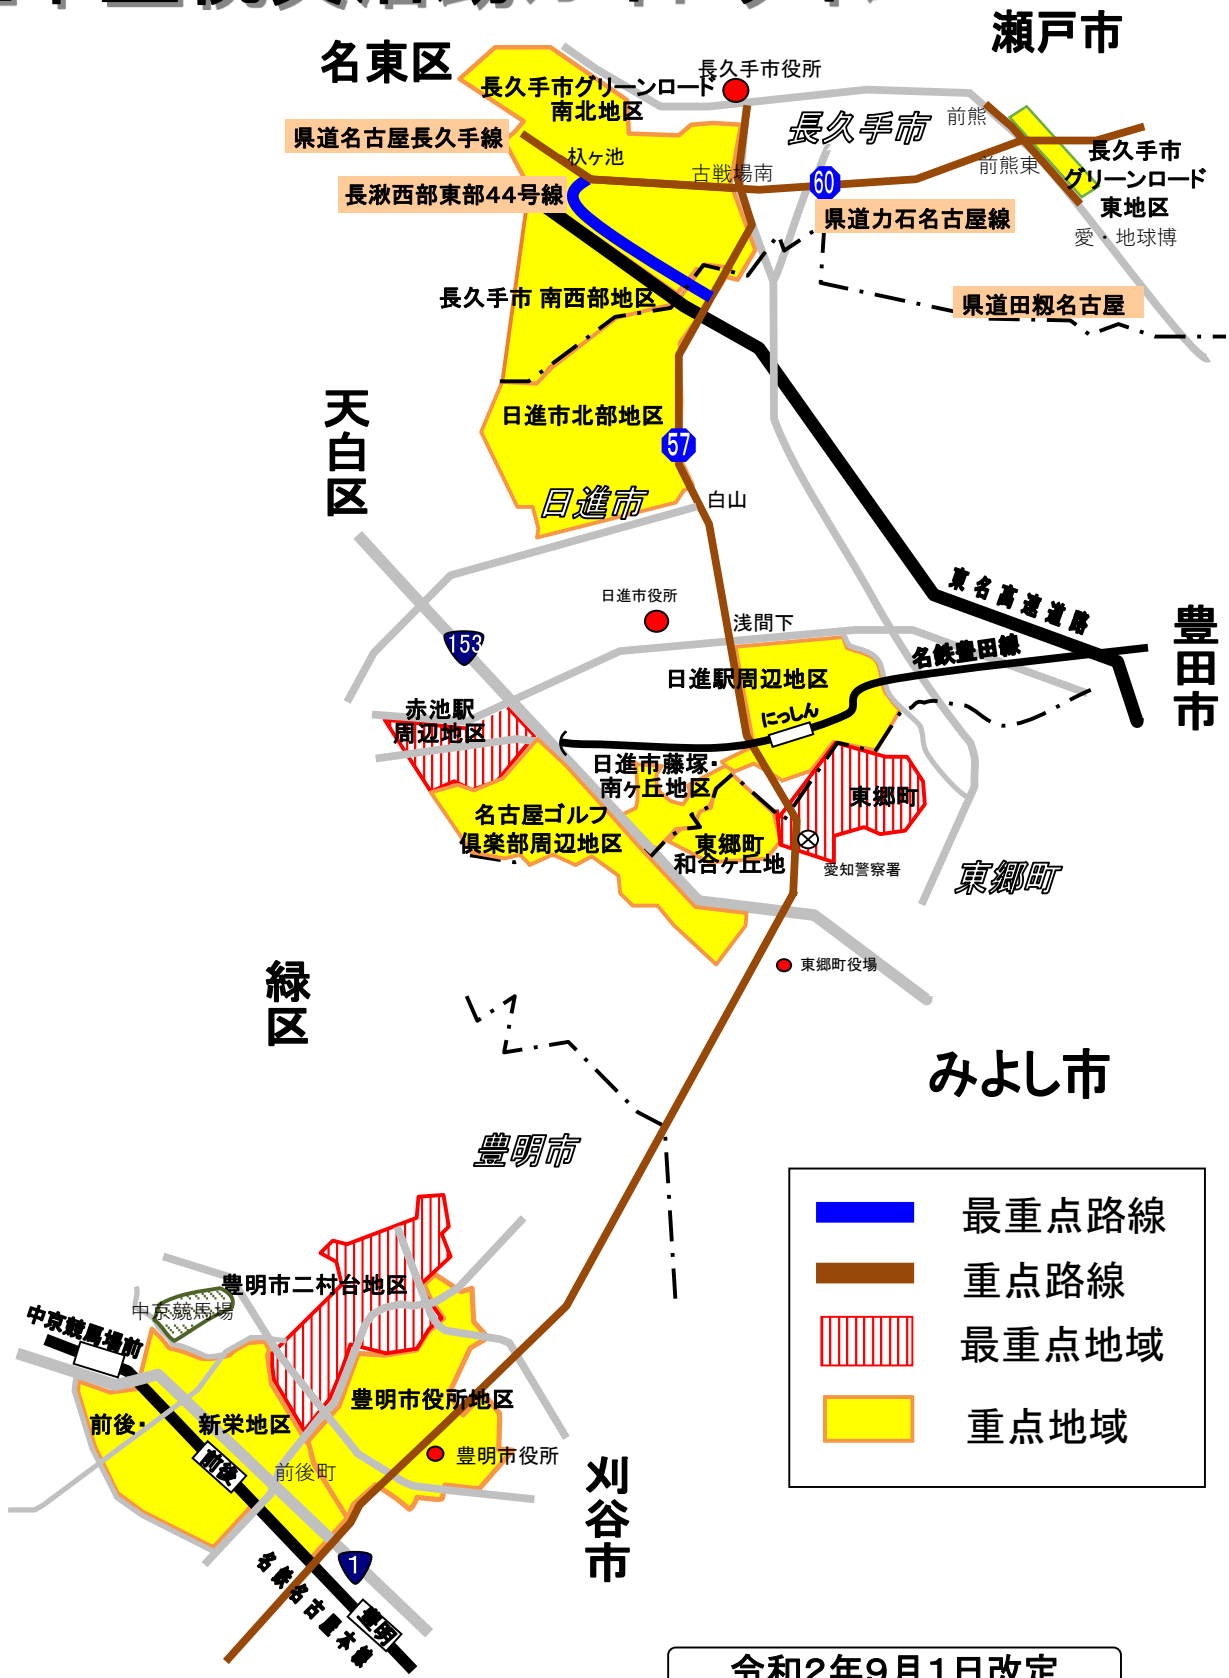 瀬戸市
名東区
長久手市役所
長久手市グリーンロード
南北地区
前熊
長久手市
県道名古屋長久手線
杁ヶ池
古戦場南
前熊東
長久手市
グリーンロード
東地区
60
長湫西部東部44号線
県道力石名古屋線
愛・地球博
長久手市 南西部地区
県道田籾名古屋
天白区
日進市北部地区
57
日進市
白山
東名高速道路
日進市役所
浅間下
153
名鉄豊田線
豊田市
日進駅周辺地区
赤池駅
周辺地区
にっしん
日進市藤塚・
南ヶ丘地区
東郷町
名古屋ゴルフ
倶楽部周辺地区
東郷町
和合ヶ丘地
愛知警察署
東郷町
東郷町役場
緑区
みよし市
豊明市
最重点路線
重点路線
最重点地域
重点地域
豊明市二村台地区
中京競馬場
中京競馬場前
豊明市役所地区
前後・ 新栄地区
前後
前後町
豊明市役所
刈谷市
1
名鉄名古屋本線
豊明
令和2年9月1日改定